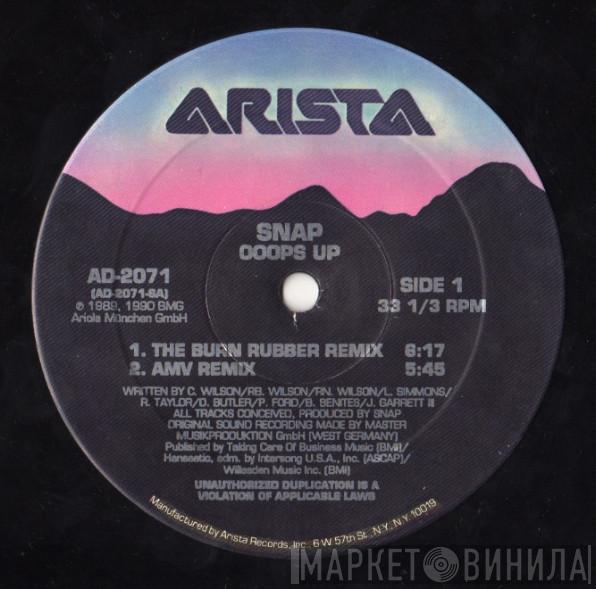 ARISTA
SNAP
OOOPS UP
AD-2071
(AD-2071-SA)
℗ 1989, 1990 BMG
Ariola München GmbH
SIDE 1
33 1/3 RPM
1. THE BURN RUBBER REMIX 6:17
2. AMV REMIX 5:45
WRITTEN BY C. WILSON/RB. WILSON/RN. WILSON/L. SIMMONS/
R. TAYLOR/D. BUTLER/P. FORD/B. BENITES/J. GARRETT III
ALL TRACKS CONCEIVED, PRODUCED BY SNAP
ORIGINAL SOUND RECORDING MADE BY MASTER
MUSIKPRODUKTION GmbH (WEST GERMANY)
Published by Taking Care Of Business Music (BMI)/
Hanseatic, adm. by Intersong U.S.A., Inc. (ASCAP)/
Willesden Music Inc. (BMI)
UNAUTHORIZED DUPLICATION IS A
VIOLATION OF APPLICABLE LAWS
Manufactured by Arista Records, Inc., 6 W 57th St., N.Y., N.Y. 10019
МАРКЕТ ВИНИЛА